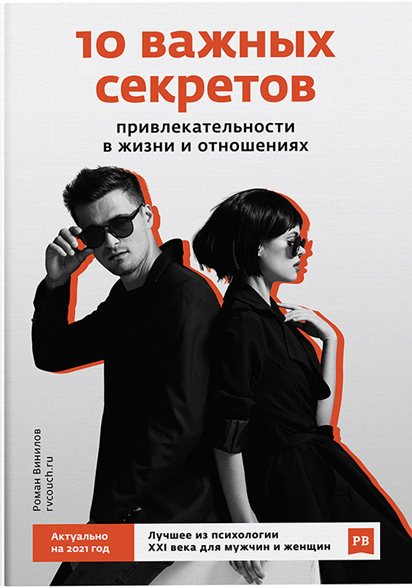 10 важных
секретов
привлекательности
в жизни и отношениях
Роман Винилов
rvcouch.ru
Актуально
на 2021 год
Лучшее из психологии
XXI века для мужчин и женщин
РВ